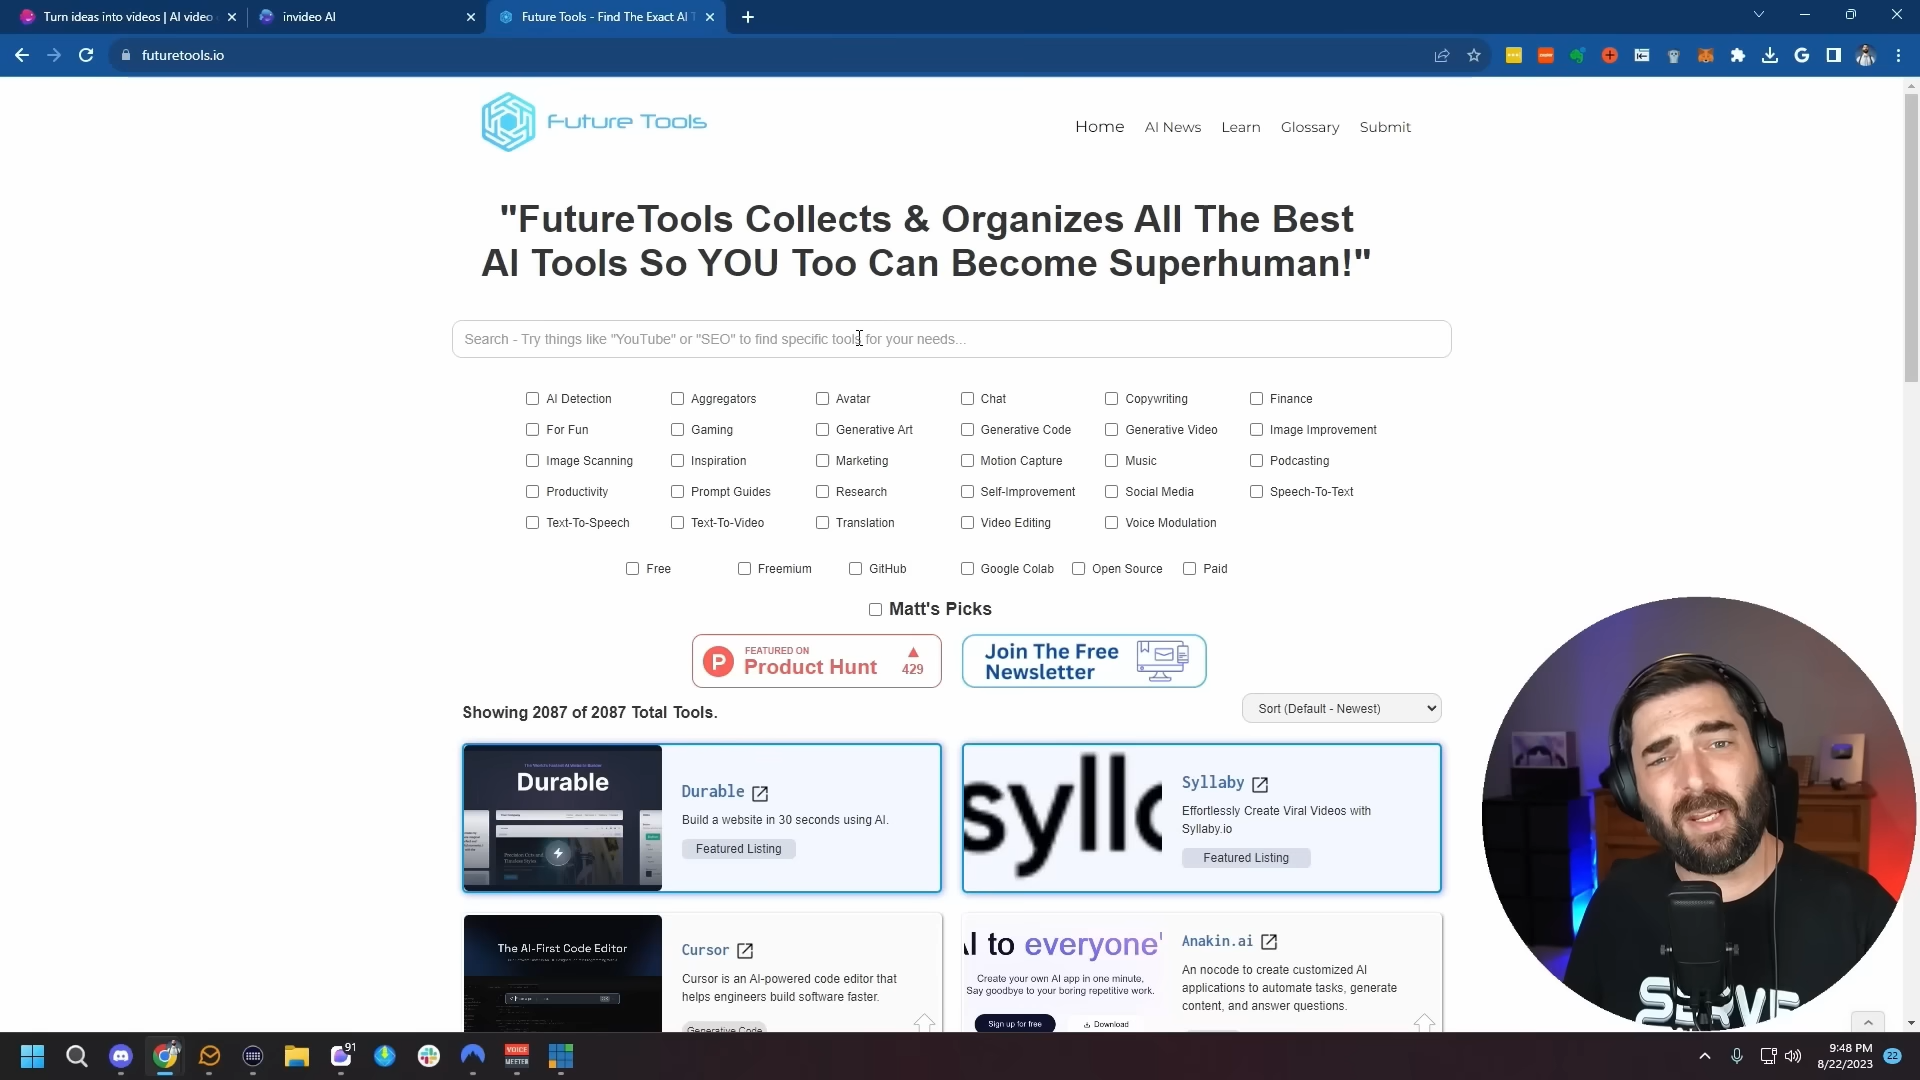 Turn ideas into videos | AI video
invideo AI
Future Tools - Find The Exact AI T
futuretools.io
Future Tools
Home
AI News
Learn
Glossary
Submit
"FutureTools Collects & Organizes All The Best
AI Tools So YOU Too Can Become Superhuman!"
Search - Try things like "YouTube" or "SEO" to find specific tools for your needs...
AI Detection
Aggregators
Avatar
Chat
Copywriting
Finance
For Fun
Gaming
Generative Art
Generative Code
Generative Video
Image Improvement
Image Scanning
Inspiration
Marketing
Motion Capture
Music
Podcasting
Productivity
Prompt Guides
Research
Self-Improvement
Social Media
Speech-To-Text
Text-To-Speech
Text-To-Video
Translation
Video Editing
Voice Modulation
Free
Freemium
GitHub
Google Colab
Open Source
Paid
Matt's Picks
P
FEATURED ON
Product Hunt
429
Join The Free
Newsletter
Showing 2087 of 2087 Total Tools.
Sort (Default - Newest)
Durable
Durable
Build a website in 30 seconds using AI.
Featured Listing
syll
Syllaby
Effortlessly Create Viral Videos with
Syllaby.io
Featured Listing
The AI-First Code Editor
Cursor
Cursor is an AI-powered code editor that
helps engineers build software faster.
Generative Code
AI to everyone
Create your own AI app in one minute,
Say goodbye to your boring repetitive work.
Sign up for free
Download
Anakin.ai
An nocode to create customized AI
applications to automate tasks, generate
content, and answer questions.
SERVE
91
VOICE
MEETER
9:48 PM
8/22/2023
22